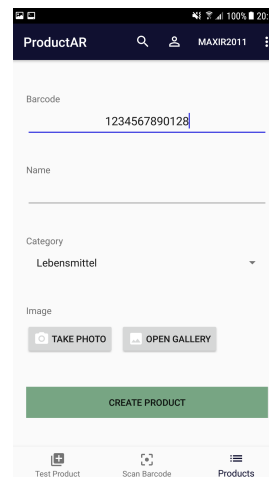 100% 20:
ProductAR MAXIR2011
Barcode
1234567890128
Name
Category
Lebensmittel
Image
TAKE PHOTO OPEN GALLERY
CREATE PRODUCT
Test Product Scan Barcode Products